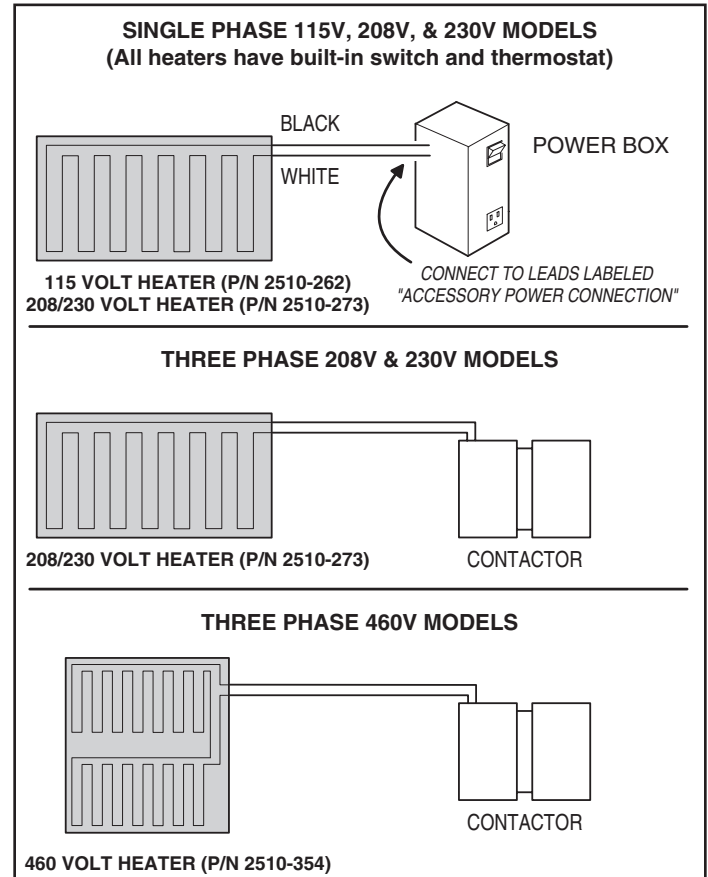 SINGLE PHASE 115V, 208V, & 230V MODELS
(All heaters have built-in switch and thermostat)
BLACK
WHITE
POWER BOX
CONNECT TO LEADS LABELED
"ACCESSORY POWER CONNECTION"
115 VOLT HEATER (P/N 2510-262)
208/230 VOLT HEATER (P/N 2510-273)
THREE PHASE 208V & 230V MODELS
208/230 VOLT HEATER (P/N 2510-273)
CONTACTOR
THREE PHASE 460V MODELS
CONTACTOR
460 VOLT HEATER (P/N 2510-354)